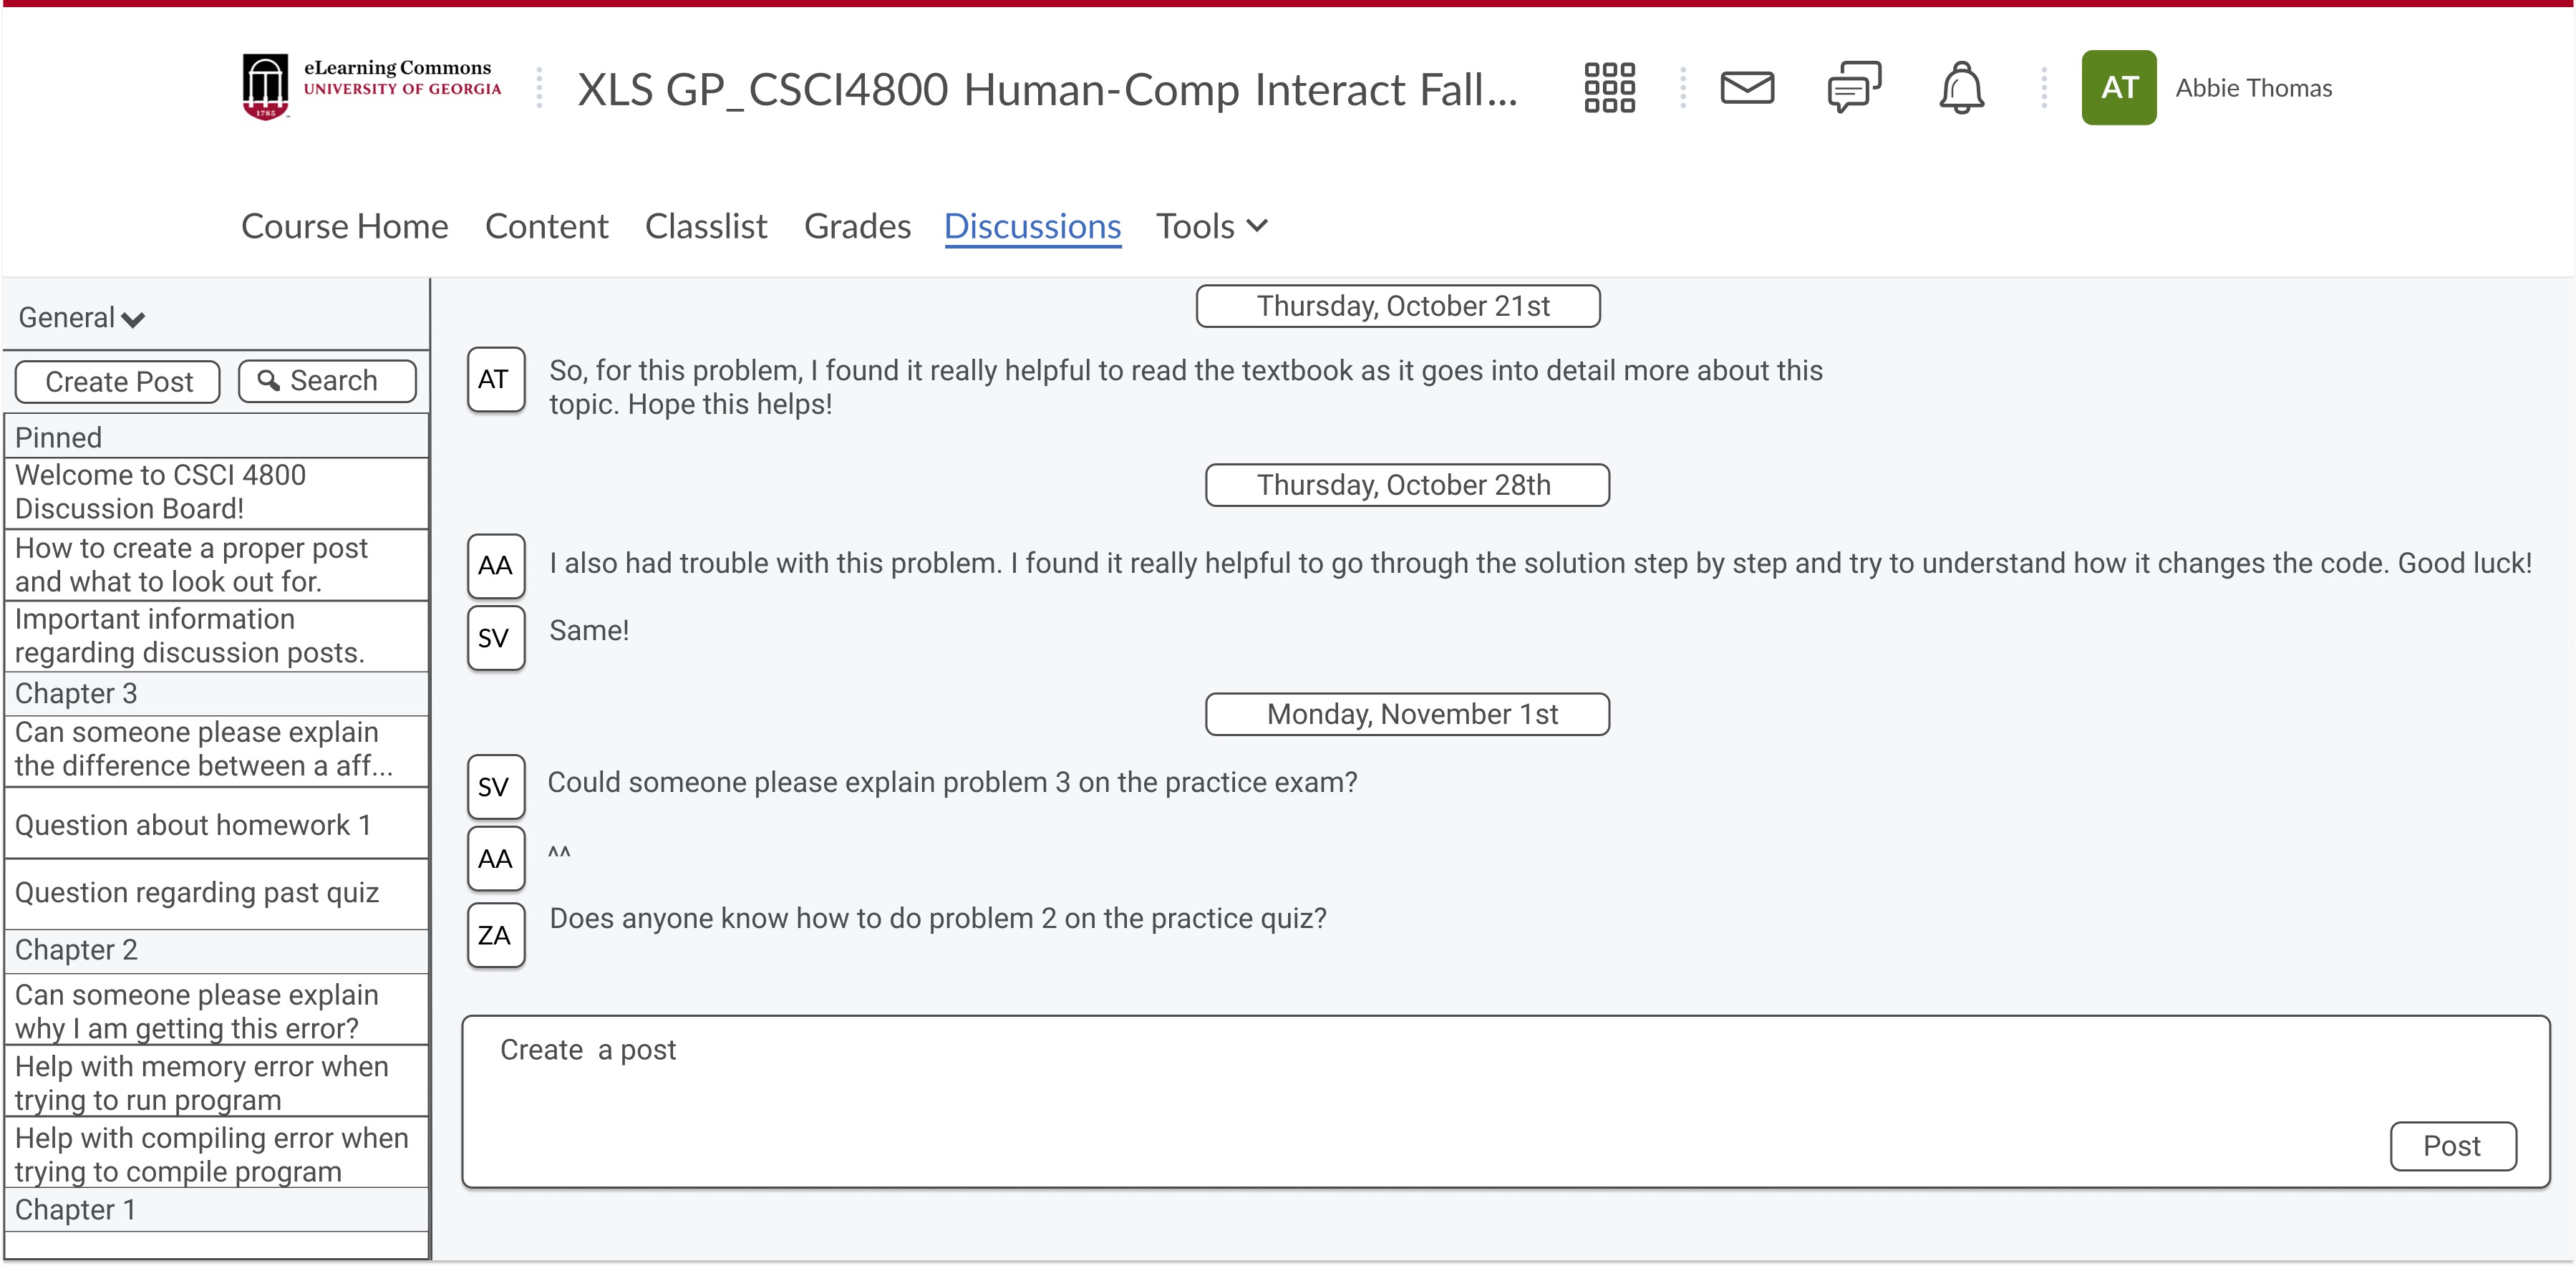 eLearning Commons
UNIVERSITY OF GEORGIA
1785
XLS GP_CSCI4800 Human-Comp Interact Fall...
AT
Abbie Thomas
Course Home
Content
Classlist
Grades
Discussions
Tools
General
Create Post
Search
Pinned
Welcome to CSCI 4800
Discussion Board!
How to create a proper post
and what to look out for.
Important information
regarding discussion posts.
Chapter 3
Can someone please explain
the difference between a aff...
Question about homework 1
Question regarding past quiz
Chapter 2
Can someone please explain
why I am getting this error?
Help with memory error when
trying to run program
Help with compiling error when
trying to compile program
Chapter 1
Thursday, October 21st
AT
So, for this problem, I found it really helpful to read the textbook as it goes into detail more about this
topic. Hope this helps!
Thursday, October 28th
AA
I also had trouble with this problem. I found it really helpful to go through the solution step by step and try to understand how it changes the code. Good luck!
SV
Same!
Monday, November 1st
SV
Could someone please explain problem 3 on the practice exam?
AA
^^
ZA
Does anyone know how to do problem 2 on the practice quiz?
Create  a post
Post